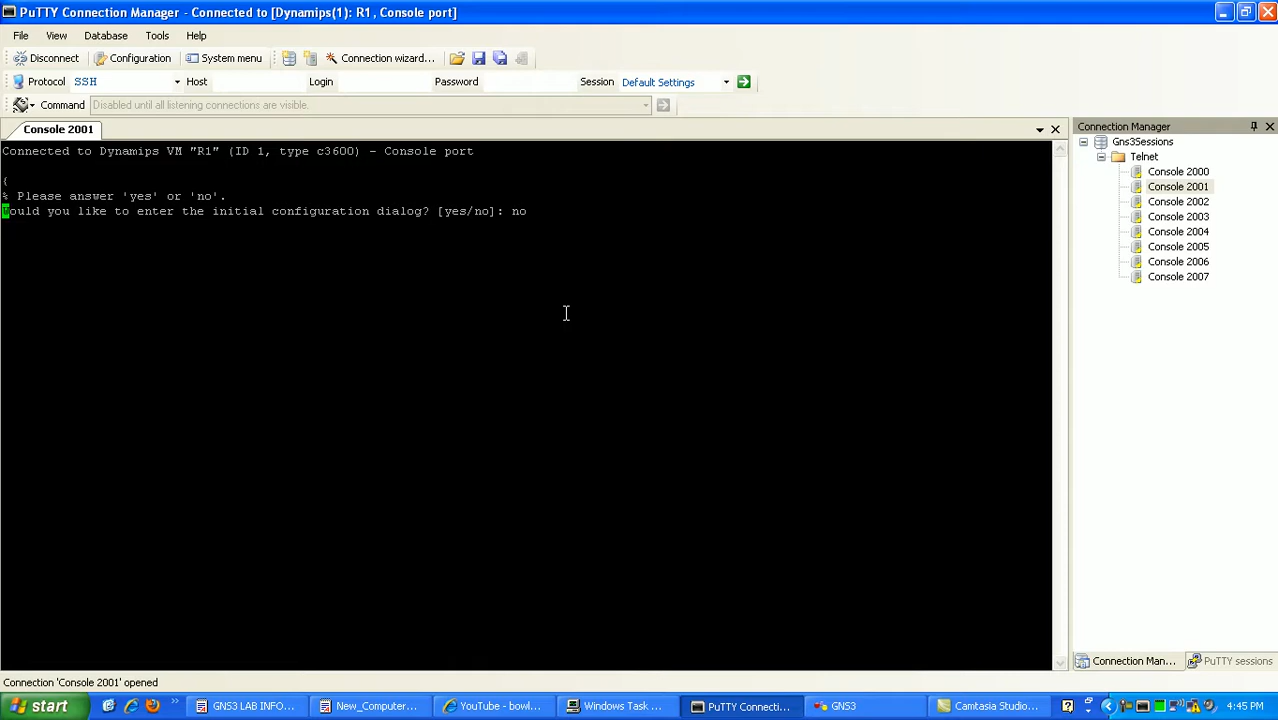 PuTTY Connection Manager - Connected to [Dynamips(1): R1 , Console port]
File View Database Tools Help
Disconnect Configuration System menu Connection wizard...
Protocol SSH Host Login Password Session Default Settings
Command Disabled until all listening connections are visible.
Console 2001
Connected to Dynamips VM "R1" (ID 1, type c3600) - Console port
{
% Please answer 'yes' or 'no'.
Would you like to enter the initial configuration dialog? [yes/no]: no
Connection Manager
Gns3Sessions
Telnet
Console 2000
Console 2001
Console 2002
Console 2003
Console 2004
Console 2005
Console 2006
Console 2007
Connection Man... PuTTY sessions
Connection 'Console 2001' opened
start GNS3 LAB INFO... New_Computer... YouTube - bowl... Windows Task ... PuTTY Connecti... GNS3 Camtasia Studio... 4:45 PM